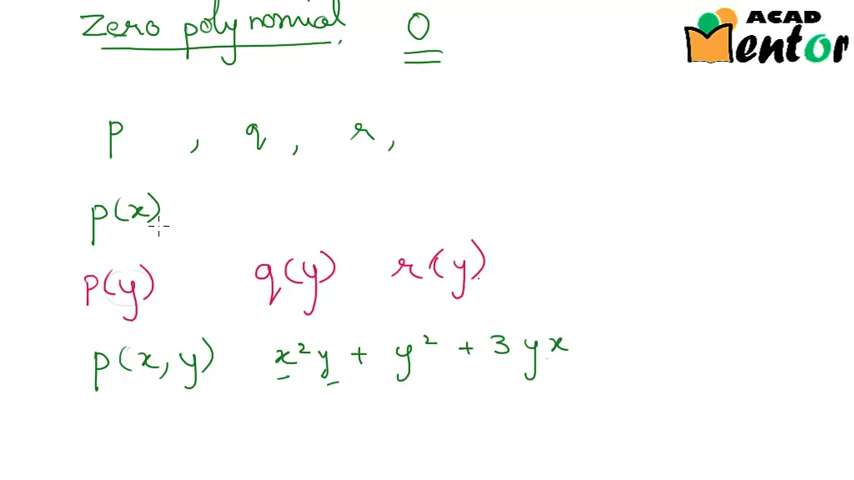 Zero polynomial. 0
ACAD
mentor
p , q , r ,
p(x)
p(y) q(y) r(y)
p(x, y) x²y + y² + 3yx